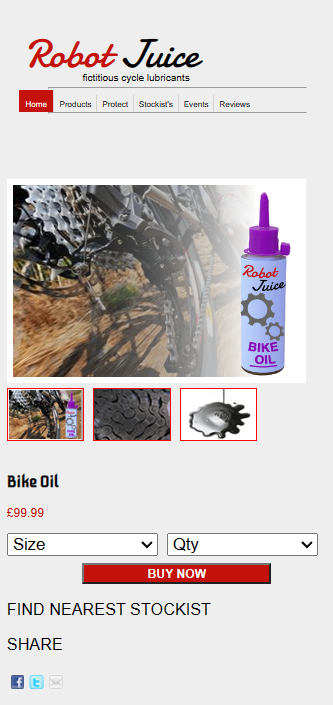 Robot Juice
fictitious cycle lubricants
Home Products Protect Stockist's Events Reviews
Robot
Juice
BIKE
OIL
Bike Oil
£99.99
Size Qty
BUY NOW
FIND NEAREST STOCKIST
SHARE